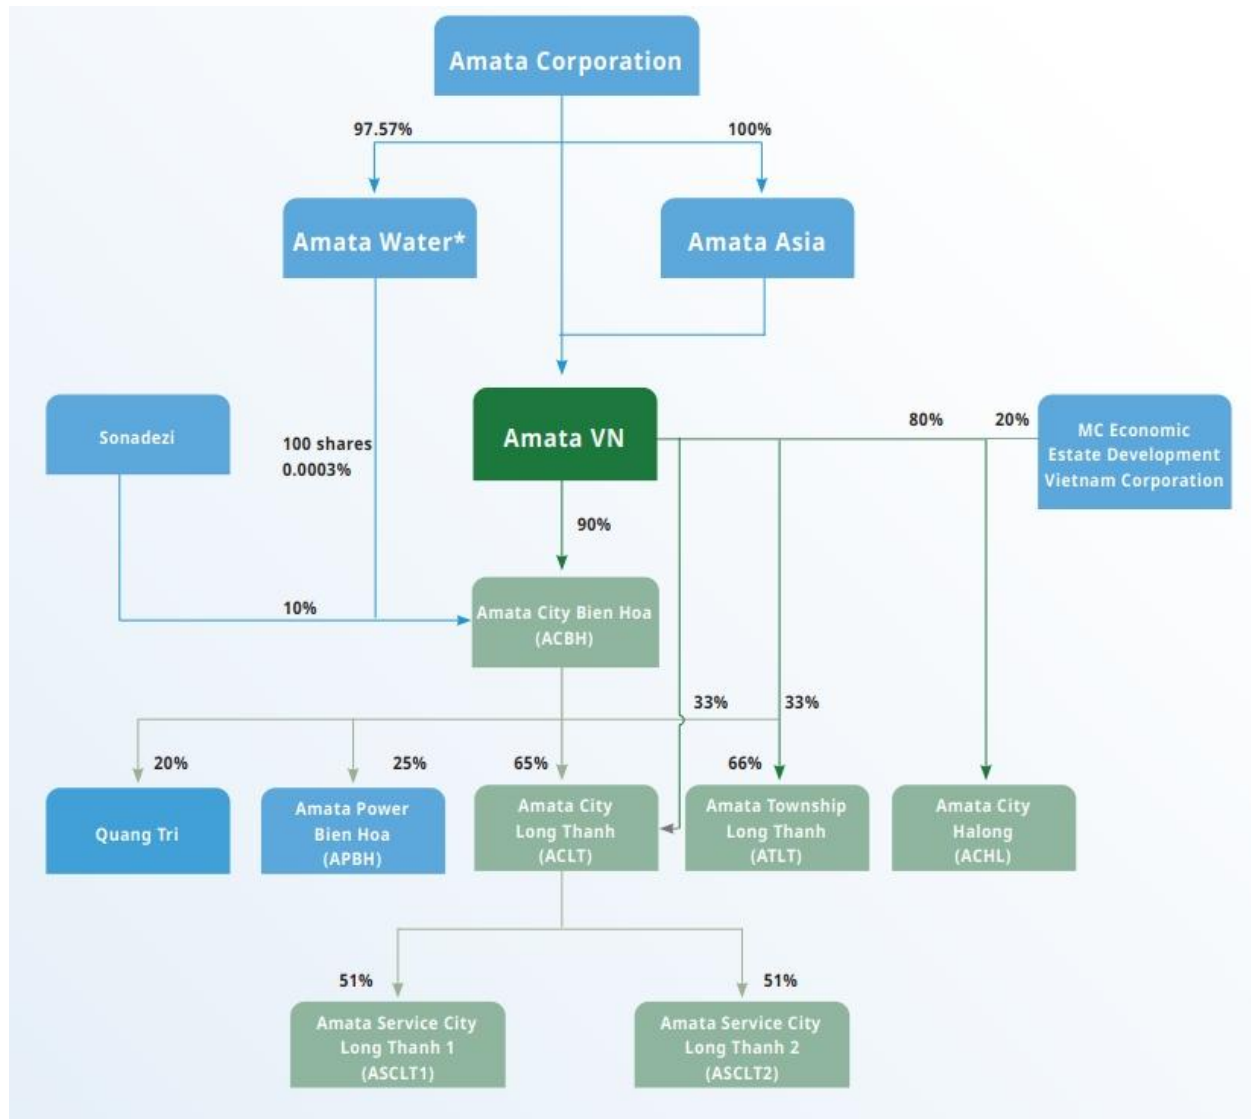 Amata Corporation
97.57%
100%
Amata Water*
Amata Asia
Sonadezi
100 shares
0.0003%
Amata VN
80%
20%
MC Economic
Estate Development
Vietnam Corporation
90%
10%
Amata City Bien Hoa
(ACBH)
33%
33%
20%
25%
65%
66%
Quang Tri
Amata Power
Bien Hoa
(APBH)
Amata City
Long Thanh
(ACLT)
Amata Township
Long Thanh
(ATLT)
Amata City
Halong
(ACHL)
51%
51%
Amata Service City
Long Thanh 1
(ASCLT1)
Amata Service City
Long Thanh 2
(ASCLT2)